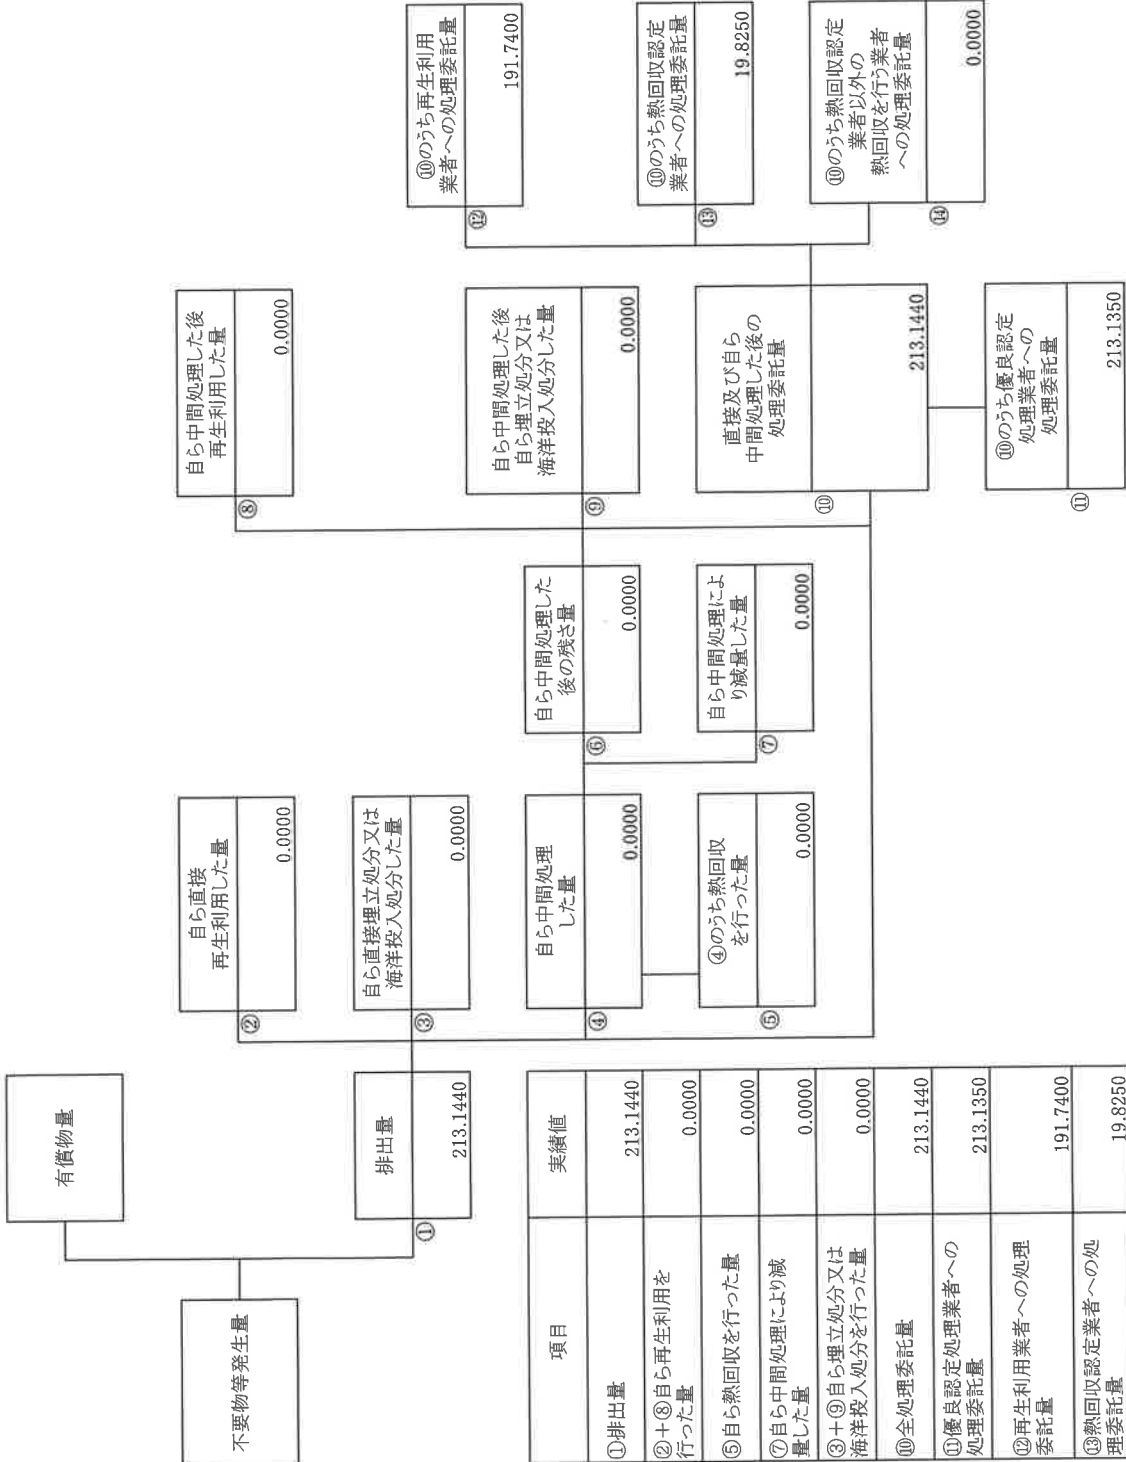 不要物等発生量
有償物量
①
排出量
213.1440
②
自ら直接
再生利用した量
0.0000
③
自ら直接埋立処分又は
海洋投入処分した量
0.0000
④
自ら中間処理
した量
0.0000
⑤
④のうち熱回収
を行った量
0.0000
⑥
自ら中間処理した
後の残さ量
0.0000
⑦
自ら中間処理によ
り減量した量
0.0000
⑧
自ら中間処理した後
再生利用した量
0.0000
⑨
自ら中間処理した後
自ら埋立処分又は
海洋投入処分した量
0.0000
⑩
直接及び自ら
中間処理した後の
処理委託量
213.1440
⑪
⑩のうち優良認定
処理業者への
処理委託量
213.1350
⑫
⑩のうち再生利用
業者への処理委託量
191.7400
⑬
⑩のうち熱回収認定
業者への処理委託量
19.8250
⑭
⑩のうち熱回収認定
業者以外の
熱回収を行う業者
への処理委託量
0.0000
項目 実績値
①排出量 213.1440
②+⑧自ら再生利用を
行った量 0.0000
⑤自ら熱回収を行った量 0.0000
⑦自ら中間処理により減
量した量 0.0000
③+⑨自ら埋立処分又は
海洋投入処分を行った量 0.0000
⑩全処理委託量 213.1440
⑪優良認定処理業者への
処理委託量 213.1350
⑫再生利用業者への処理
委託量 191.7400
⑬熱回収認定業者への処
理委託量 19.8250